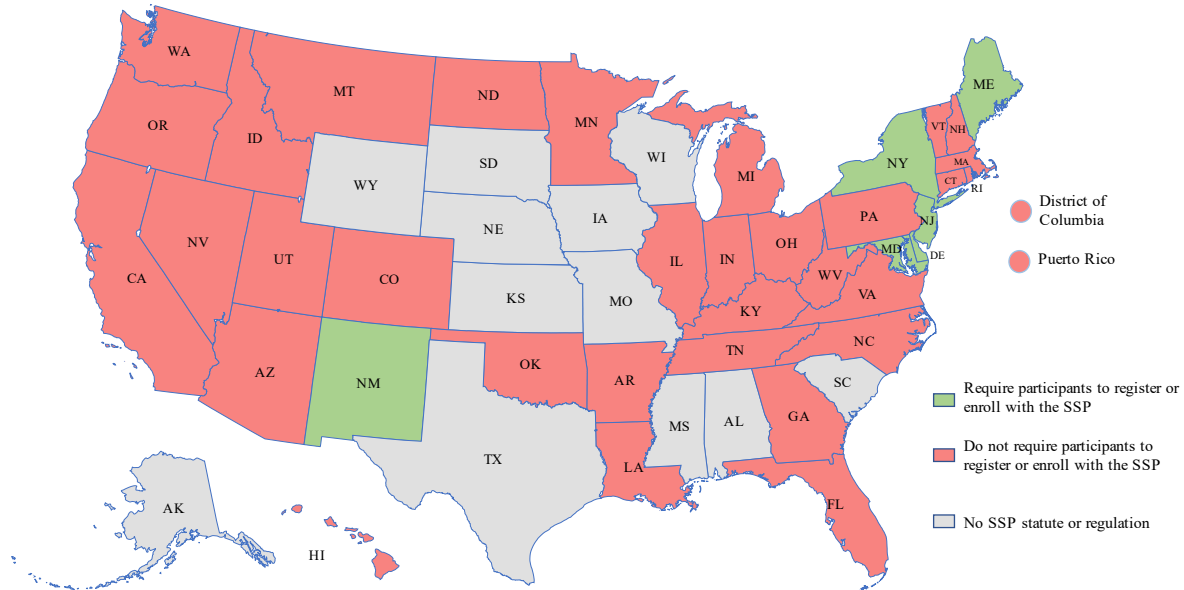 WA
MT
ND
MN
ME
OR
ID
SD
WI
VT
NH
WY
NY
MI
MA
CT
RI
IA
NE
PA
NJ
NV
UT
CO
CA
IL
IN
OH
MD
DE
KS
MO
WV
VA
KY
NC
TN
AZ
NM
OK
AR
SC
MS
AL
GA
TX
LA
FL
AK
HI
District of
Columbia
Puerto Rico
Require participants to register or
enroll with the SSP
Do not require participants to
register or enroll with the SSP
No SSP statute or regulation